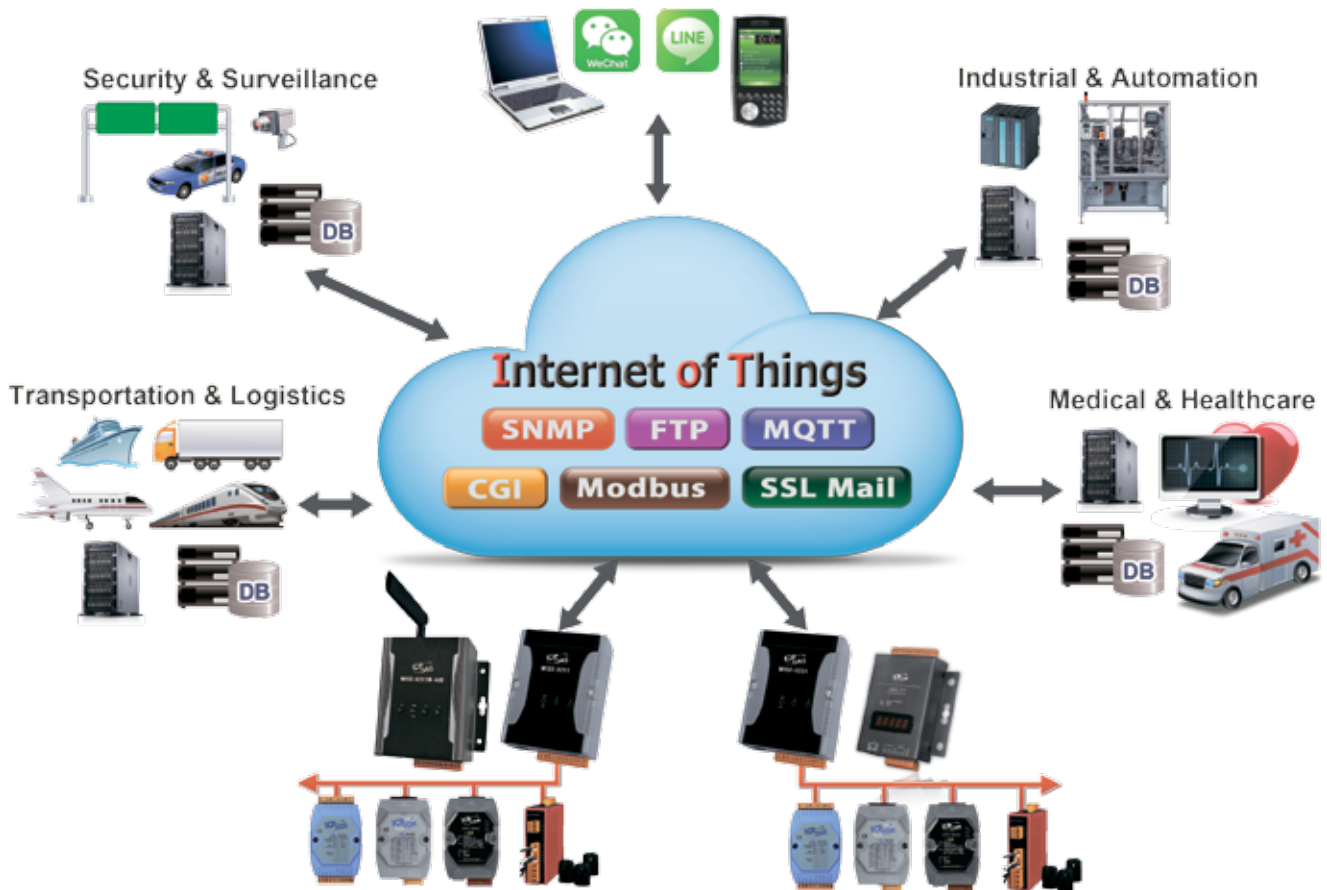 WeChat
LINE
Security & Surveillance
Industrial & Automation
DB
DB
Internet of Things
Transportation & Logistics
Medical & Healthcare
SNMP
FTP
MQTT
CGI
Modbus
SSL Mail
DB
DB